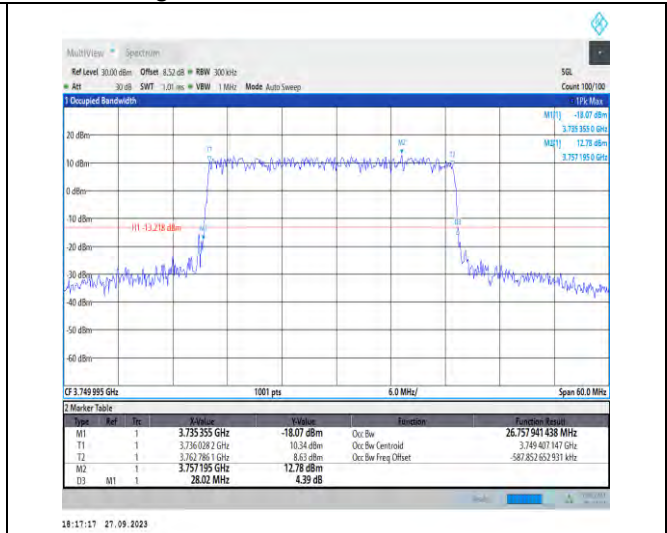 MultiView Spectrum
Ref Level 30.00 dBm Offset 8.52 dB RBW 300 kHz SGL
Att 30 dB SWT 1.01 ms VBW 1 MHz Mode Auto Sweep Count 100/100
1 Occupied Bandwidth 1Pk Max
M1[1] -18.07 dBm
3.735 355 0 GHz
M2[1] 12.78 dBm
3.757 195 0 GHz
20 dBm
T1 M2 T2
10 dBm
0 dBm
-10 dBm
H1 -13.218 dBm
-20 dBm
-30 dBm
-40 dBm
-50 dBm
-60 dBm
CF 3.749 995 GHz 1001 pts 6.0 MHz/ Span 60.0 MHz
2 Marker Table
Type Ref Trc X-Value Y-Value Function Function Result
M1 1 3.735 355 GHz -18.07 dBm Occ Bw 26.757 941 438 MHz
T1 1 3.736 028 2 GHz 10.34 dBm Occ Bw Centroid 3.749 407 147 GHz
T2 1 3.762 786 1 GHz 8.63 dBm Occ Bw Freq Offset -587.852 652 931 kHz
M2 1 3.757 195 GHz 12.78 dBm
D3 M1 1 28.02 MHz 4.39 dB
18:17:17 27.09.2023